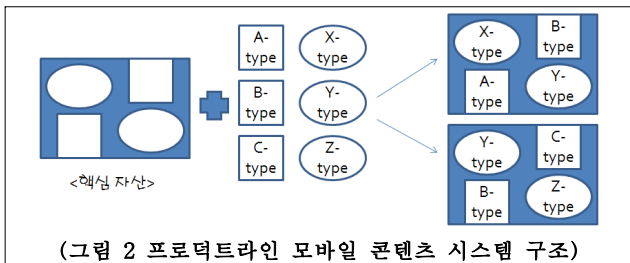 A-
type
X-
type
B-
type
Y-
type
C-
type
Z-
type
<핵심 자산>
X-
type
B-
type
A-
type
Y-
type
Y-
type
C-
type
B-
type
Z-
type
(그림 2 프로덕트라인 모바일 콘텐츠 시스템 구조)